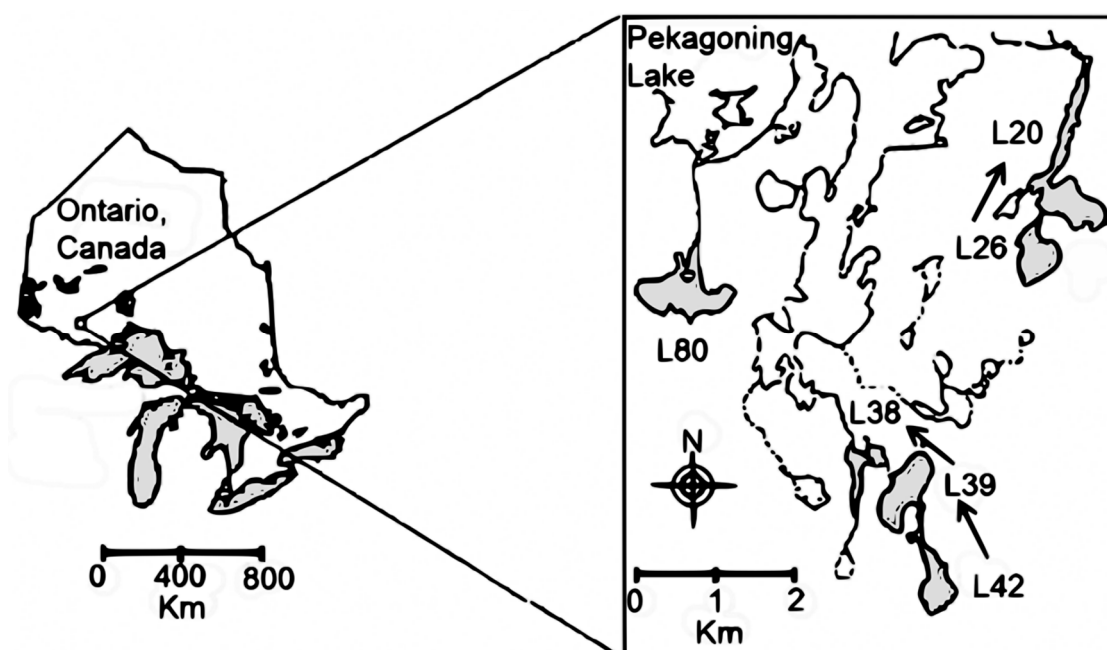 Ontario,
Canada
0 400 800
Km
Pekagoning
Lake
L20
L26
L80
L38
N
L39
L42
0 1 2
Km